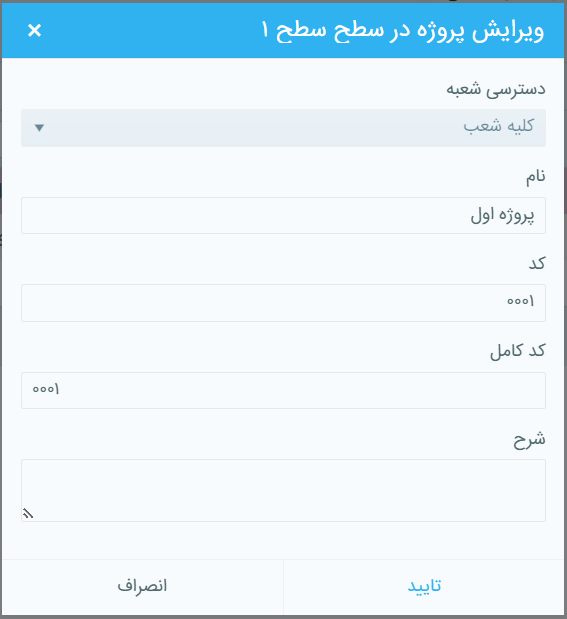 ویرایش پروژه در سطح سطح ۱
دسترسی شعبه
کلیه شعب
نام
پروژه اول
کد
۰۰۰۱
کد کامل
۰۰۰۱
شرح
تایید
انصراف